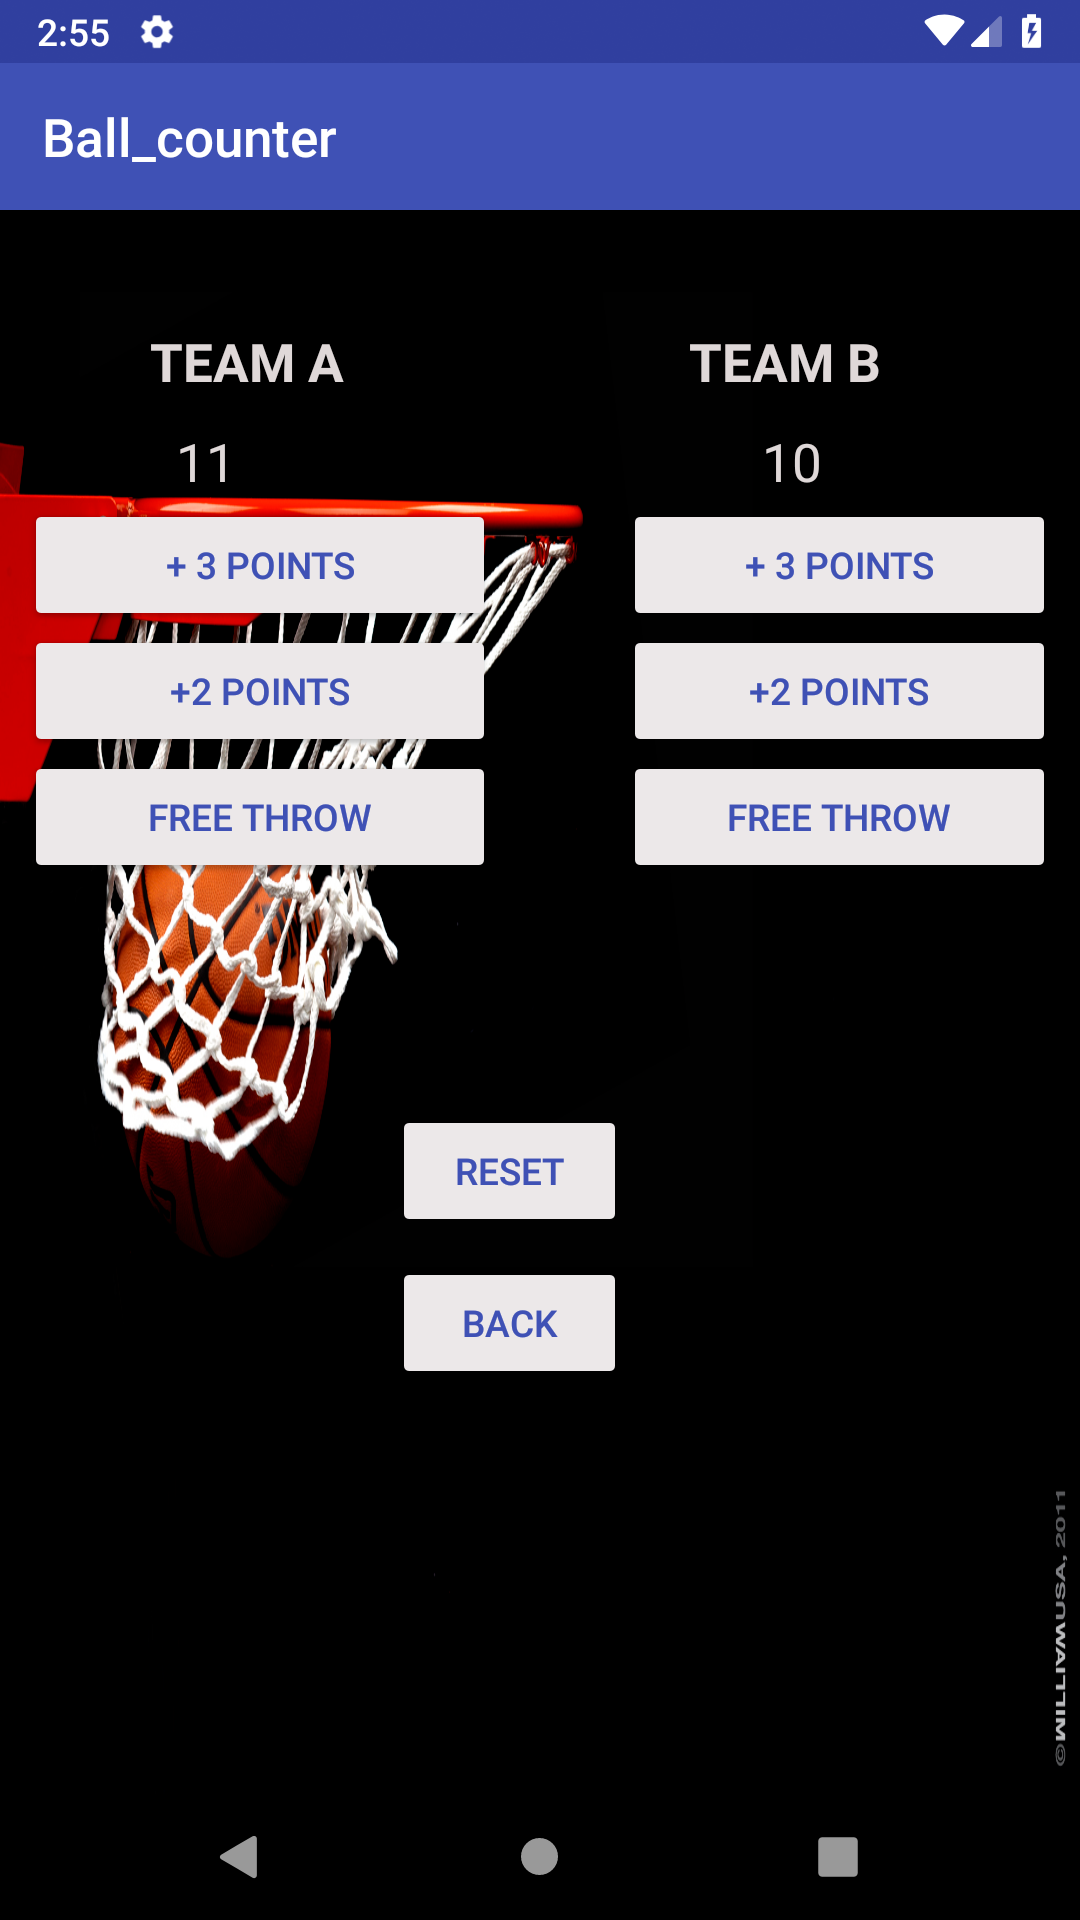 2:55
Ball_counter
TEAM A
TEAM B
11
10
+ 3 POINTS
+ 3 POINTS
+2 POINTS
+2 POINTS
FREE THROW
FREE THROW
RESET
BACK
©WILLIAMUSA, 2011